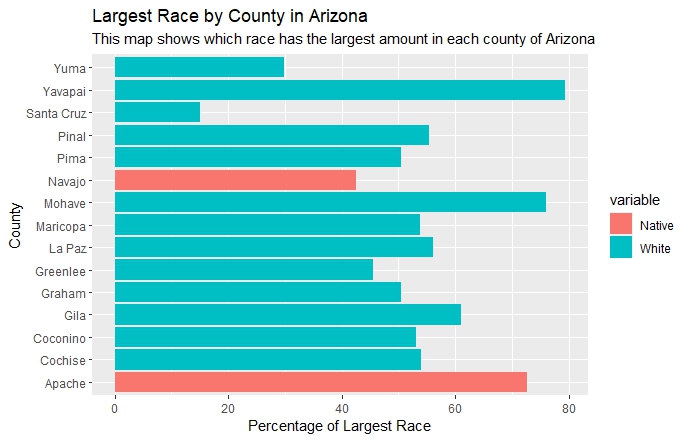 Largest Race by County in Arizona
This map shows which race has the largest amount in each county of Arizona
Yuma
Yavapai
Santa Cruz
Pinal
Pima
Navajo
Mohave
Maricopa
La Paz
Greenlee
Graham
Gila
Coconino
Cochise
Apache
County
0 20 40 60 80
Percentage of Largest Race
variable
Native
White